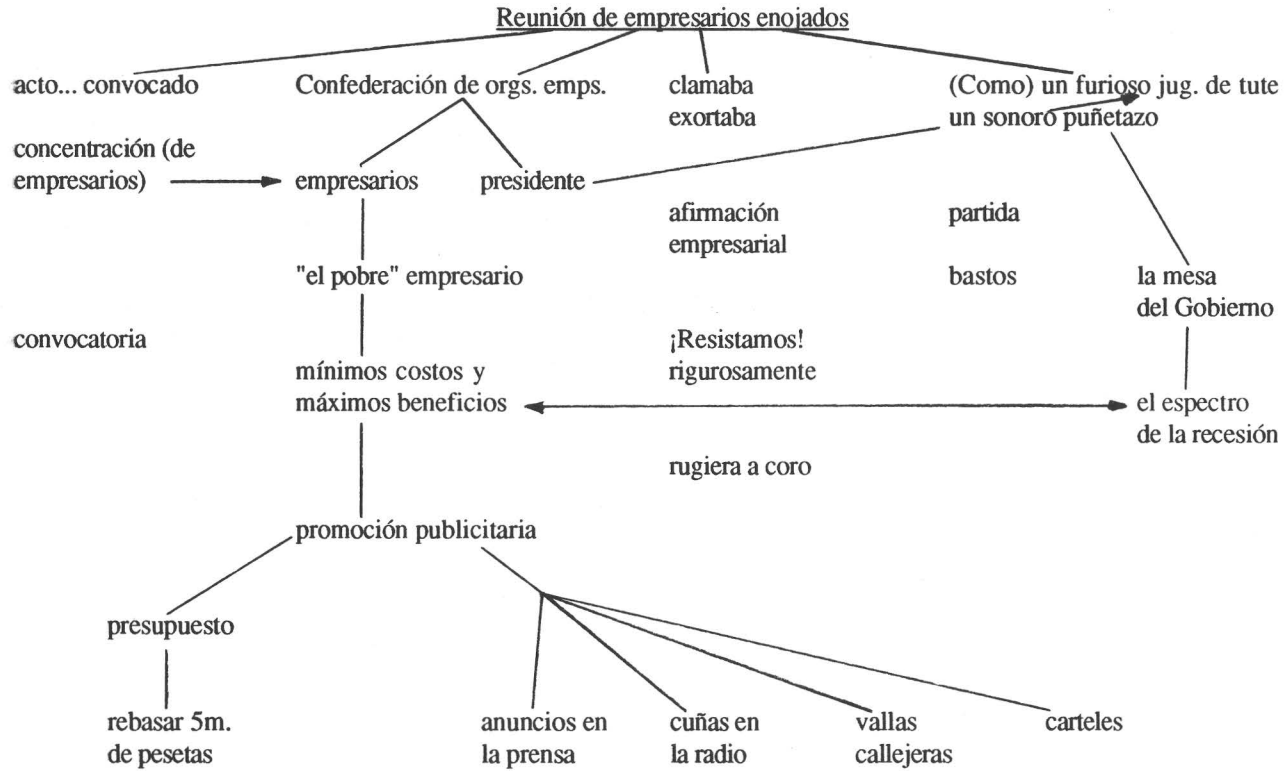 Reunión de empresarios enojados
acto... convocado
Confederación de orgs. emps.
clamaba
exortaba
(Como) un furioso jug. de tute
un sonoro puñetazo
concentración (de
empresarios)
empresarios
presidente
afirmación
empresarial
partida
"el pobre" empresario
bastos
la mesa
del Gobierno
convocatoria
¡Resistamos!
rigurosamente
mínimos costos y
máximos beneficios
el espectro
de la recesión
rugiera a coro
promoción publicitaria
presupuesto
rebasar 5m.
de pesetas
anuncios en
la prensa
cuñas en
la radio
vallas
callejeras
carteles